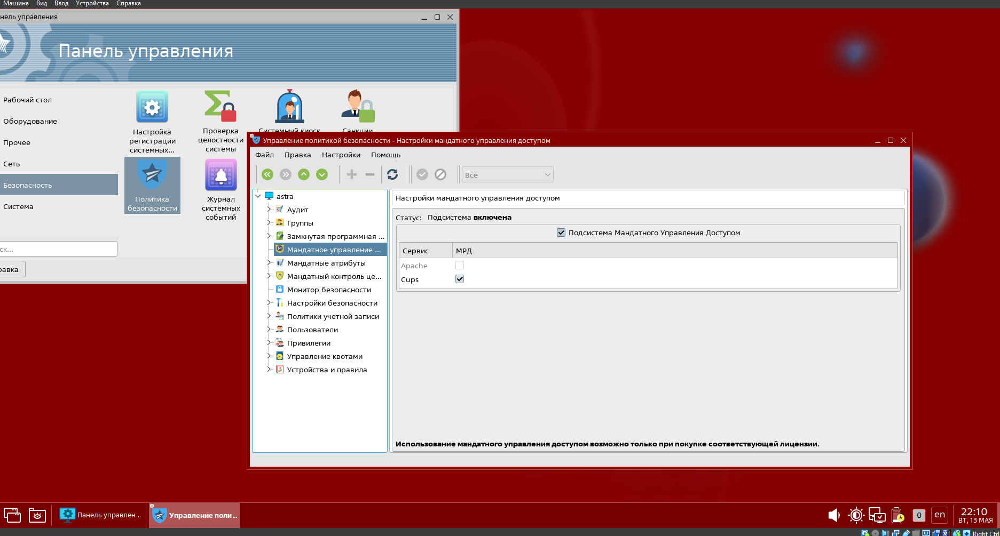 Машина Вид Ввод Устройства Справка
нель управления
Панель управления
Рабочий стол
Оборудование
Прочее
Сеть
Безопасность
Система
ск...
равка
Настройка
регистрации
системных...
Проверка
целостности
системы
Системный киоск
Санкции
Политика
безопасности
Журнал
системных
событий
Управление политикой безопасности - Настройки мандатного управления доступом
Файл Правка Настройки Помощь
Все
astra
Аудит
Группы
Замкнутая программная ...
Мандатное управление ...
Мандатные атрибуты
Мандатный контроль це...
Монитор безопасности
Настройки безопасности
Политики учетной записи
Пользователи
Привилегии
Управление квотами
Устройства и правила
Настройки мандатного управления доступом
Статус: Подсистема включена
Подсистема Мандатного Управления Доступом
Сервис МРД
Apache
Cups
Использование мандатного управления доступом возможно только при покупке соответствующей лицензии.
Панель управлен...
Управление поли...
0
en
22:10
ВТ, 13 МАЯ
Right Ctrl